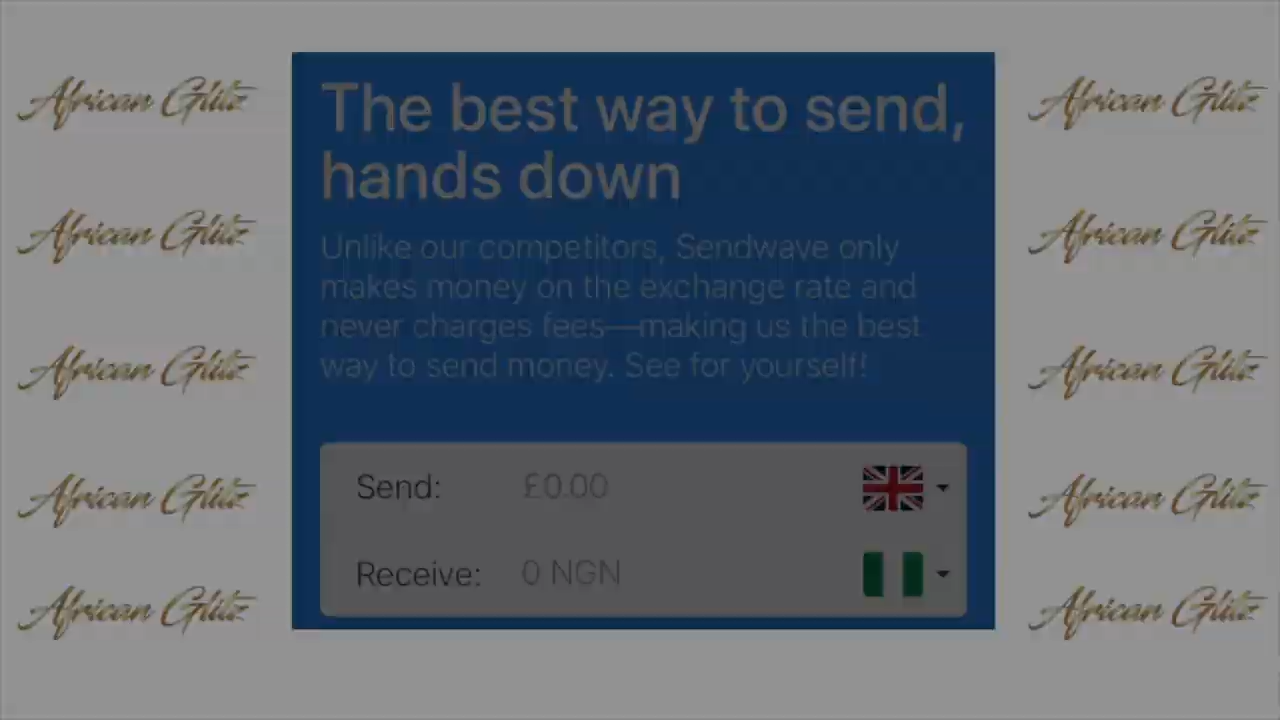 The best way to send,
hands down
Unlike our competitors, Sendwave only
makes money on the exchange rate and
never charges fees—making us the best
way to send money. See for yourself!
Send: £0.00
Receive: 0 NGN
African Glitz
African Glitz
African Glitz
African Glitz
African Glitz
African Glitz
African Glitz
African Glitz
African Glitz
African Glitz